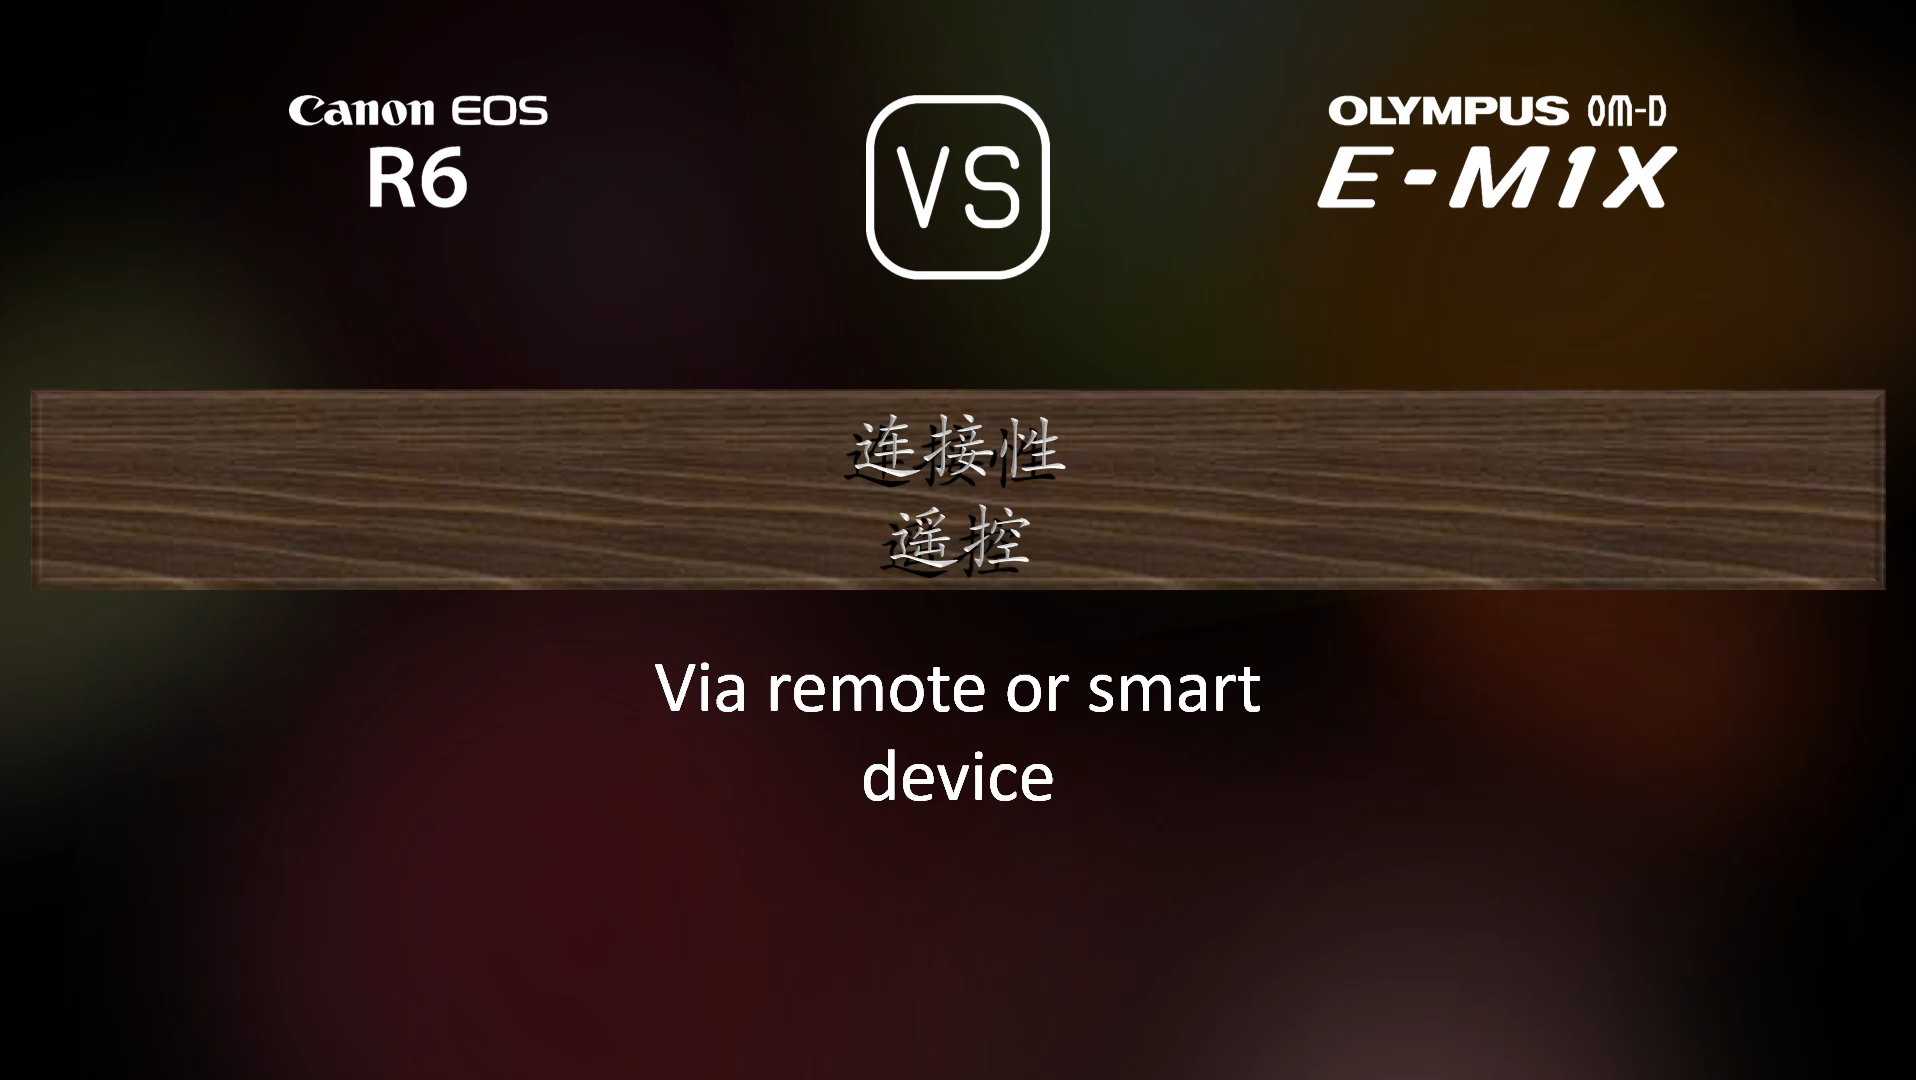 Canon EOS
R6
VS
OLYMPUS OM-D
E-M1X
连接性
遥控
Via remote or smart
device